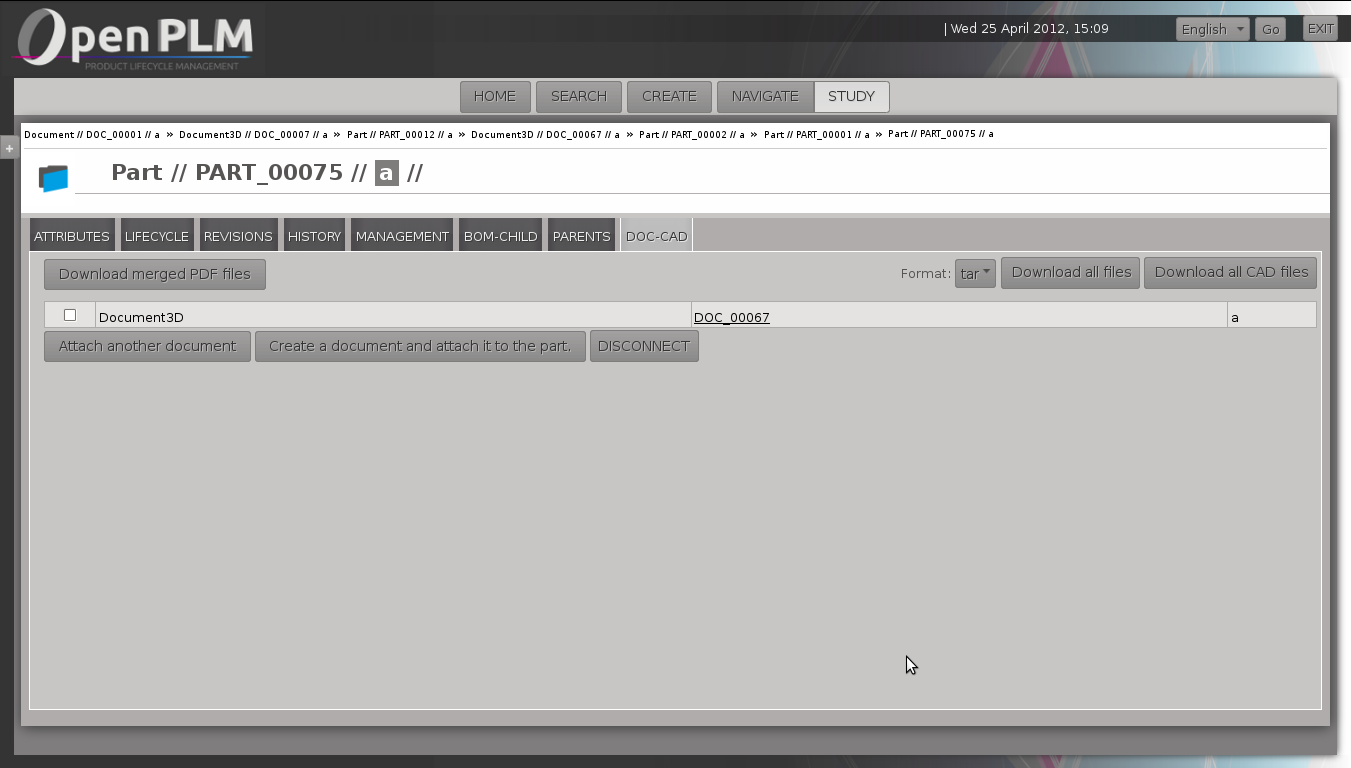 Open PLM
PRODUCT LIFECYCLE MANAGEMENT
| Wed 25 April 2012, 15:09 English Go EXIT
HOME SEARCH CREATE NAVIGATE STUDY
Document // DOC_00001 // a » Document3D // DOC_00007 // a » Part // PART_00012 // a » Document3D // DOC_00067 // a » Part // PART_00002 // a » Part // PART_00001 // a » Part // PART_00075 // a
+
Part // PART_00075 // a //
ATTRIBUTES LIFECYCLE REVISIONS HISTORY MANAGEMENT BOM-CHILD PARENTS DOC-CAD
Download merged PDF files Format: tar Download all files Download all CAD files
Document3D DOC_00067 a
Attach another document Create a document and attach it to the part. DISCONNECT